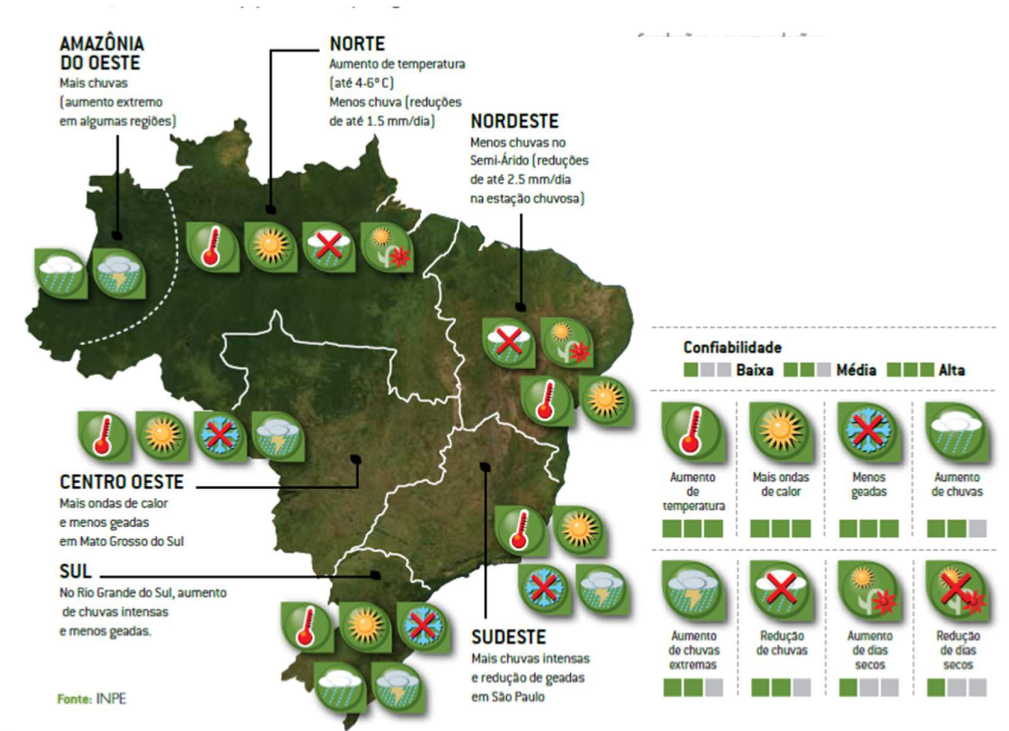 AMAZÔNIA
DO OESTE
Mais chuvas
(aumento extremo
em algumas regiões)
NORTE
Aumento de temperatura
(até 4-6º C)
Menos chuva (reduções
de até 1.5 mm/dia)
NORDESTE
Menos chuvas no
Semi-Árido (reduções
de até 2.5 mm/dia
na estação chuvosa)
CENTRO OESTE
Mais ondas de calor
e menos geadas
em Mato Grosso do Sul
SUL
No Rio Grande do Sul, aumento
de chuvas intensas
e menos geadas.
SUDESTE
Mais chuvas intensas
e redução de geadas
em São Paulo
Fonte: INPE
Confiabilidade
Baixa Média Alta
Aumento
de
temperatura
Mais ondas
de calor
Menos
geadas
Aumento
de chuvas
Aumento
de chuvas
extremas
Redução
de chuvas
Aumento
de dias
secos
Redução
de dias
secos